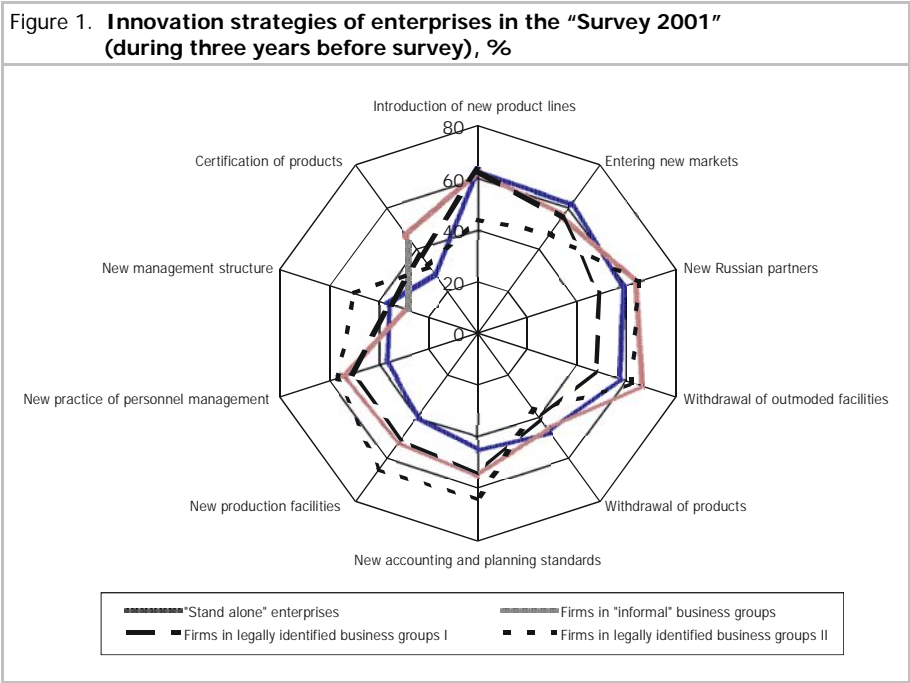 Figure 1. Innovation strategies of enterprises in the “Survey 2001”
(during three years before survey), %
Introduction of new product lines
80
Certification of products
Entering new markets
60
40
New management structure
New Russian partners
20
0
New practice of personnel management
Withdrawal of outmoded facilities
New production facilities
Withdrawal of products
New accounting and planning standards
"Stand alone" enterprises
Firms in "informal" business groups
Firms in legally identified business groups I
Firms in legally identified business groups II